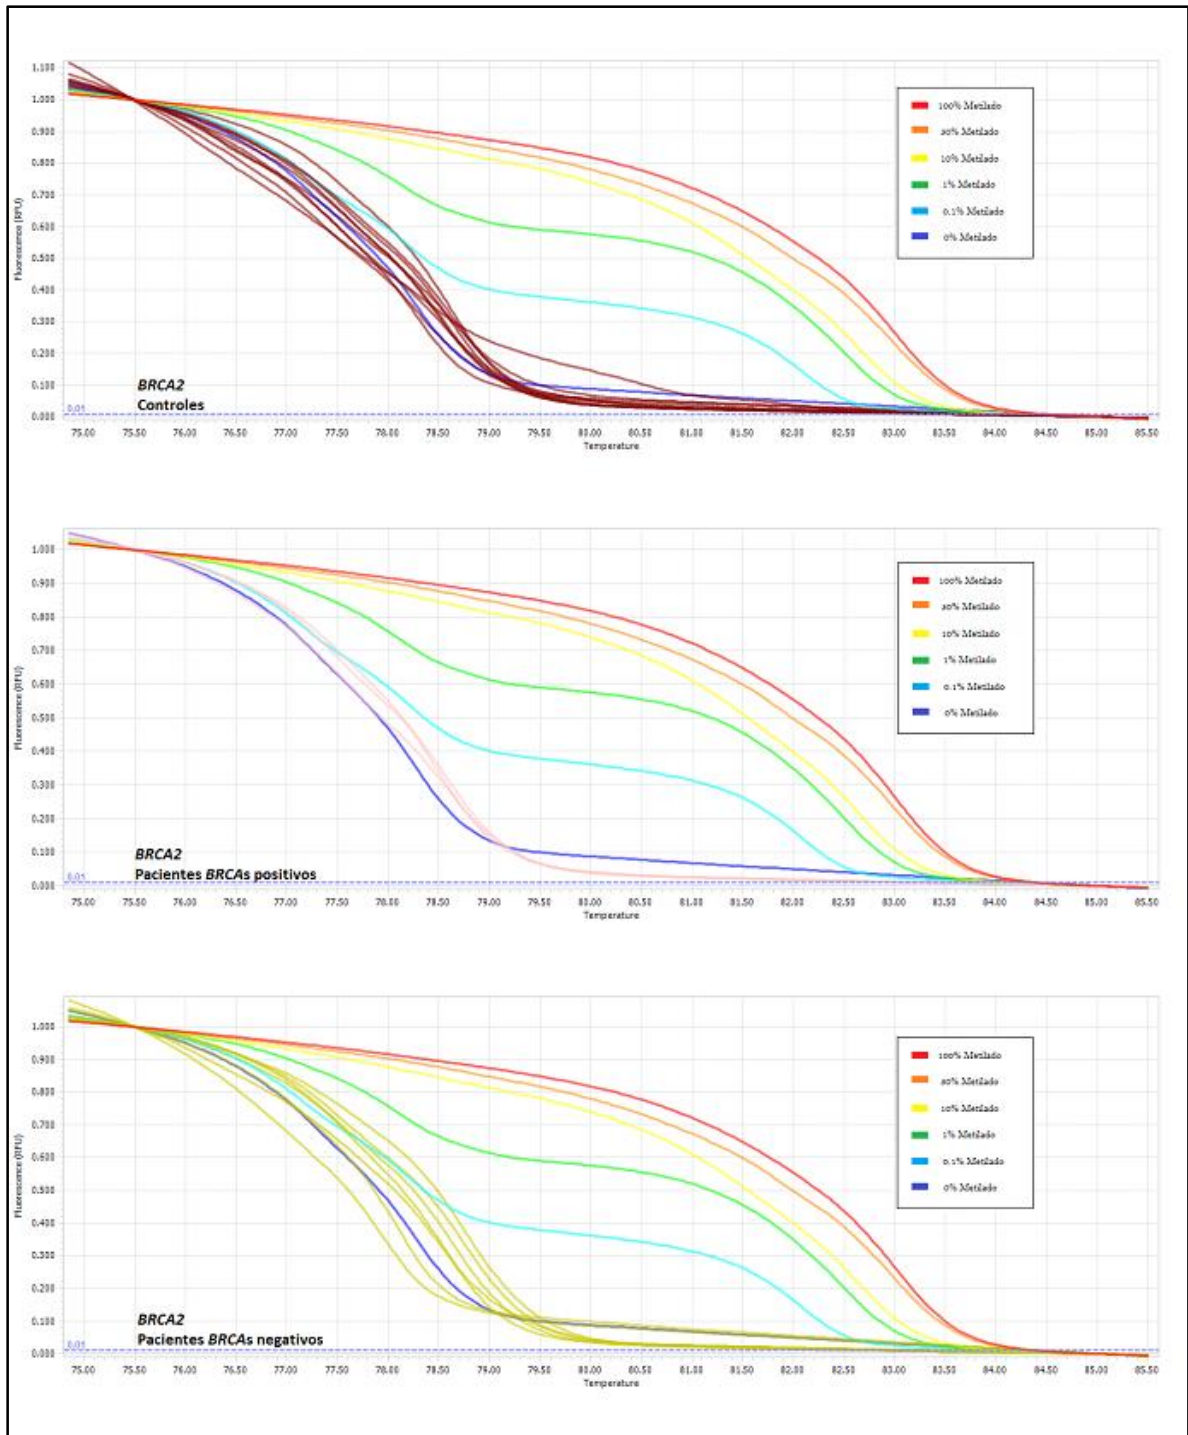 1.100
1.000
0.900
0.800
0.700
0.600
0.500
0.400
0.300
0.200
0.100
0.000
Fluorescence (RFU)
100% Metilado
50% Metilado
10% Metilado
1% Metilado
0.1% Metilado
0% Metilado
BRCA2
Controles
0.01
75.00 75.50 76.00 76.50 77.00 77.50 78.00 78.50 79.00 79.50 80.00 80.50 81.00 81.50 82.00 82.50 83.00 83.50 84.00 84.50 85.00 85.50
Temperature
1.000
0.900
0.800
0.700
0.600
0.500
0.400
0.300
0.200
0.100
0.000
Fluorescence (RFU)
100% Metilado
50% Metilado
10% Metilado
1% Metilado
0.1% Metilado
0% Metilado
BRCA2
Pacientes BRCAs positivos
0.01
75.00 75.50 76.00 76.50 77.00 77.50 78.00 78.50 79.00 79.50 80.00 80.50 81.00 81.50 82.00 82.50 83.00 83.50 84.00 84.50 85.00 85.50
Temperature
1.000
0.900
0.800
0.700
0.600
0.500
0.400
0.300
0.200
0.100
0.000
Fluorescence (RFU)
100% Metilado
50% Metilado
10% Metilado
1% Metilado
0.1% Metilado
0% Metilado
BRCA2
Pacientes BRCAs negativos
0.01
75.00 75.50 76.00 76.50 77.00 77.50 78.00 78.50 79.00 79.50 80.00 80.50 81.00 81.50 82.00 82.50 83.00 83.50 84.00 84.50 85.00 85.50
Temperature